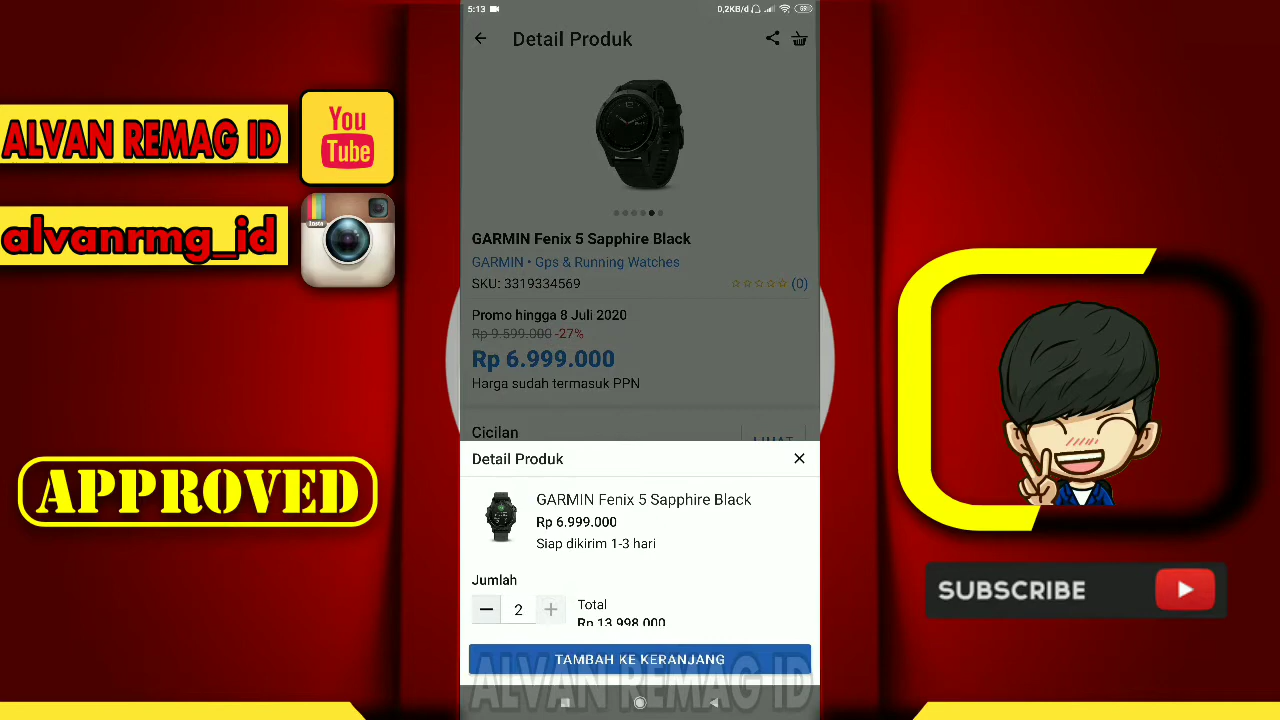 5:13
0,2KB/d
Detail Produk
ALVAN REMAG ID
You
Tube
Insta
alvanrmg_id
GARMIN Fenix 5 Sapphire Black
GARMIN • Gps & Running Watches
SKU: 3319334569
(0)
Promo hingga 8 Juli 2020
Rp 9.599.000 -27%
Rp 6.999.000
Harga sudah termasuk PPN
Cicilan
LIHAT
Detail Produk
GARMIN Fenix 5 Sapphire Black
Rp 6.999.000
Siap dikirim 1-3 hari
Jumlah
2
Total
Rp 13.998.000
TAMBAH KE KERANJANG
ALVAN REMAG ID
APPROVED
SUBSCRIBE